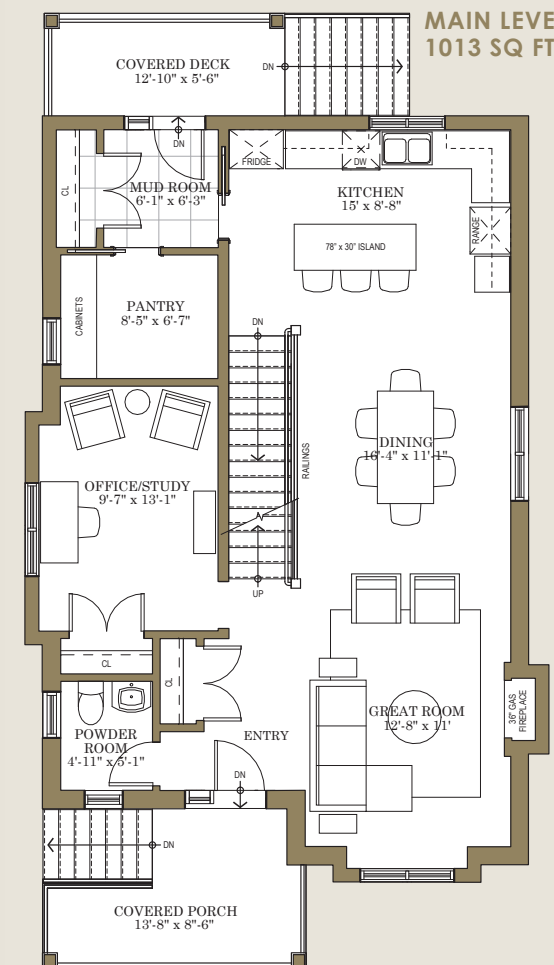 MAIN LEVE
1013 SQ FT
COVERED DECK
12'-10" x 5'-6"
DN
DN
CL
MUD ROOM
6'-1" x 6'-3"
FRIDGE
DW
KITCHEN
15' x 8'-8"
RANGE
78" x 30" ISLAND
PANTRY
8'-5" x 6'-7"
CABINETS
DN
RAILINGS
UP
DINING
16'-4" x 11'-1"
OFFICE/STUDY
9'-7" x 13'-1"
CL
CL
GREAT ROOM
12'-8" x 11'
36" GAS
FIREPLACE
POWDER
ROOM
4'-11" x 5'-1"
ENTRY
DN
DN
COVERED PORCH
13'-8" x 8'-6"